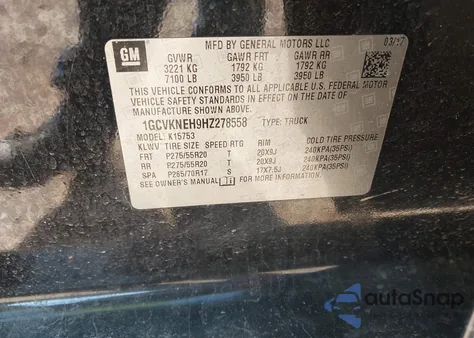 GM
MFD BY GENERAL MOTORS LLC
03/17
GVWR GAWR FRT GAWR RR
3221 KG 1792 KG 1792 KG
7100 LB 3950 LB 3950 LB
THIS VEHICLE CONFORMS TO ALL APPLICABLE U.S. FEDERAL MOTOR
VEHICLE SAFETY, BUMPER, AND THEFT PREVENTION
STANDARDS IN EFFECT ON THE DATE OF
MANUFACTURE SHOWN ABOVE.
1GCVKNEH9HZ278558 TYPE: TRUCK
MODEL: K15753
KLWV TIRE SIZE SPEED RTG RIM COLD TIRE PRESSURE
FRT P275/55R20 T 20X9J 240KPA(35PSI)
RR P275/55R20 T 20X9J 240KPA(35PSI)
SPA P265/70R17 S 17X7.5J 240KPA(35PSI)
SEE OWNER'S MANUAL FOR MORE INFORMATION.
autoSnap